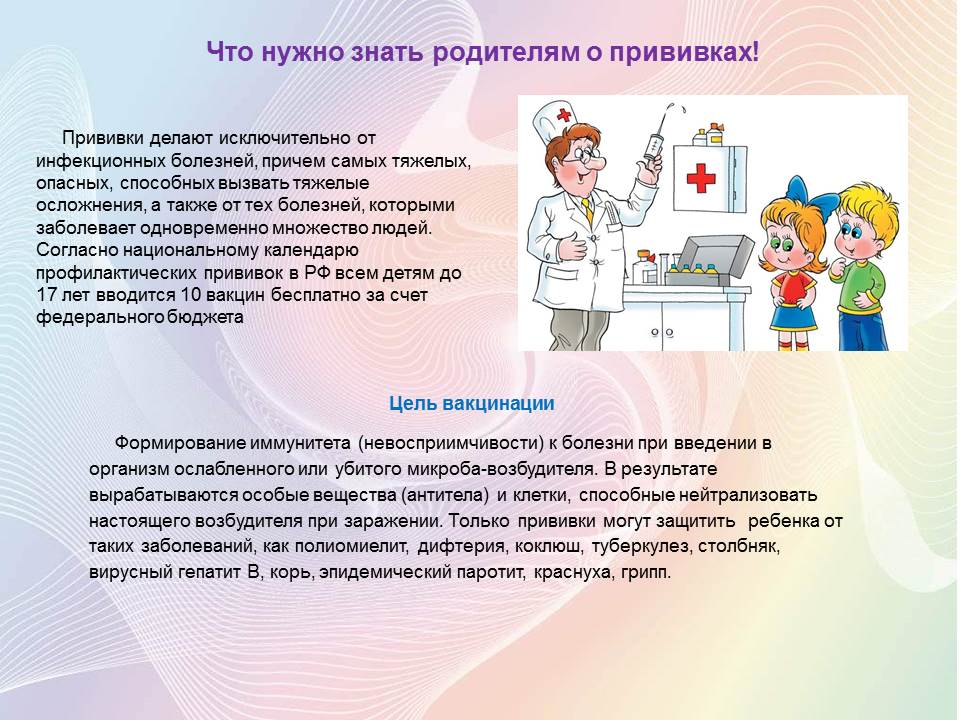 Что нужно знать родителям о прививках!
Прививки делают исключительно от
инфекционных болезней, причем самых тяжелых,
опасных, способных вызвать тяжелые
осложнения, а также от тех болезней, которыми
заболевает одновременно множество людей.
Согласно национальному календарю
профилактических прививок в РФ всем детям до
17 лет вводится 10 вакцин бесплатно за счет
федерального бюджета
Цель вакцинации
Формирование иммунитета (невосприимчивости) к болезни при введении в
организм ослабленного или убитого микроба-возбудителя. В результате
вырабатываются особые вещества (антитела) и клетки, способные нейтрализовать
настоящего возбудителя при заражении. Только прививки могут защитить ребенка от
таких заболеваний, как полиомиелит, дифтерия, коклюш, туберкулез, столбняк,
вирусный гепатит В, корь, эпидемический паротит, краснуха, грипп.